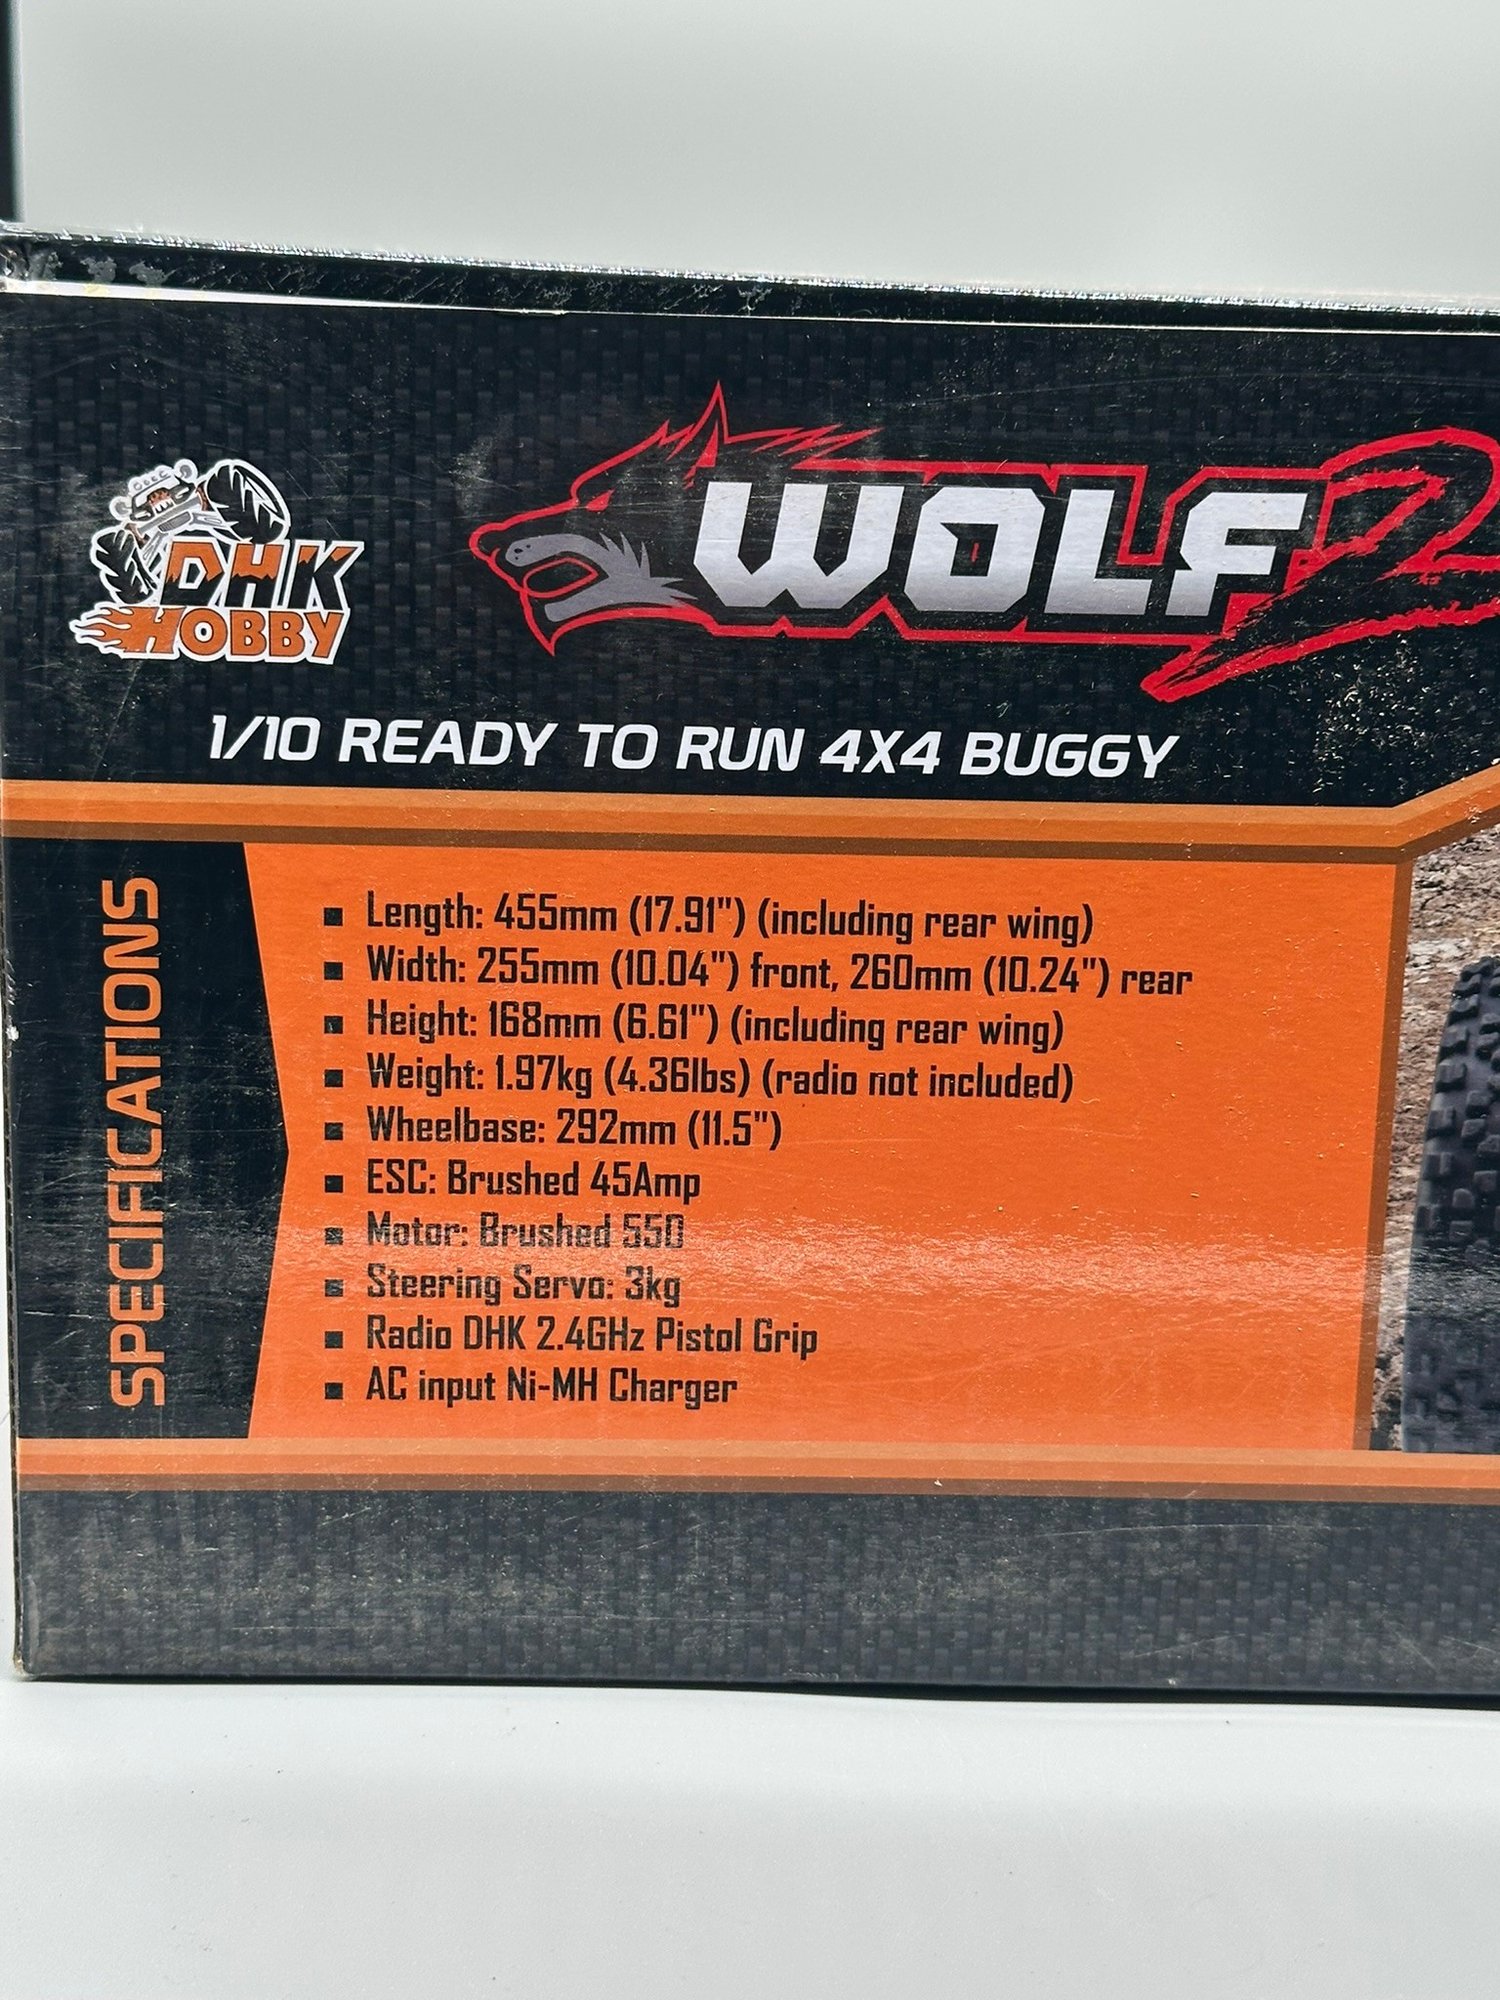 DHK
HOBBY
WOLF 2
1/10 READY TO RUN 4X4 BUGGY
SPECIFICATIONS
▪ Length: 455mm (17.91") (including rear wing)
▪ Width: 255mm (10.04") front, 260mm (10.24") rear
▪ Height: 168mm (6.61") (including rear wing)
▪ Weight: 1.97kg (4.36lbs) (radio not included)
▪ Wheelbase: 292mm (11.5")
▪ ESC: Brushed 45Amp
▪ Motor: Brushed 550
▪ Steering Servo: 3kg
▪ Radio DHK 2.4GHz Pistol Grip
▪ AC input Ni-MH Charger